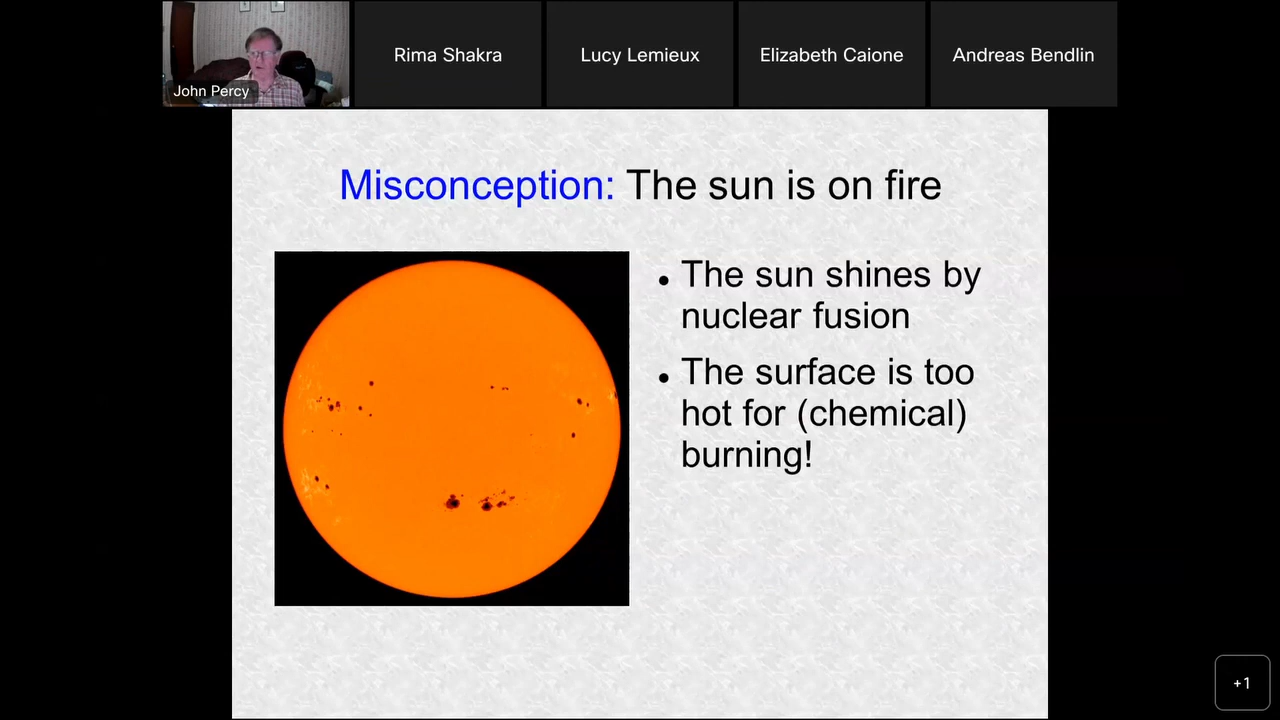 John Percy
Rima Shakra
Lucy Lemieux
Elizabeth Caione
Andreas Bendlin
Misconception: The sun is on fire
• The sun shines by
nuclear fusion
• The surface is too
hot for (chemical)
burning!
+1